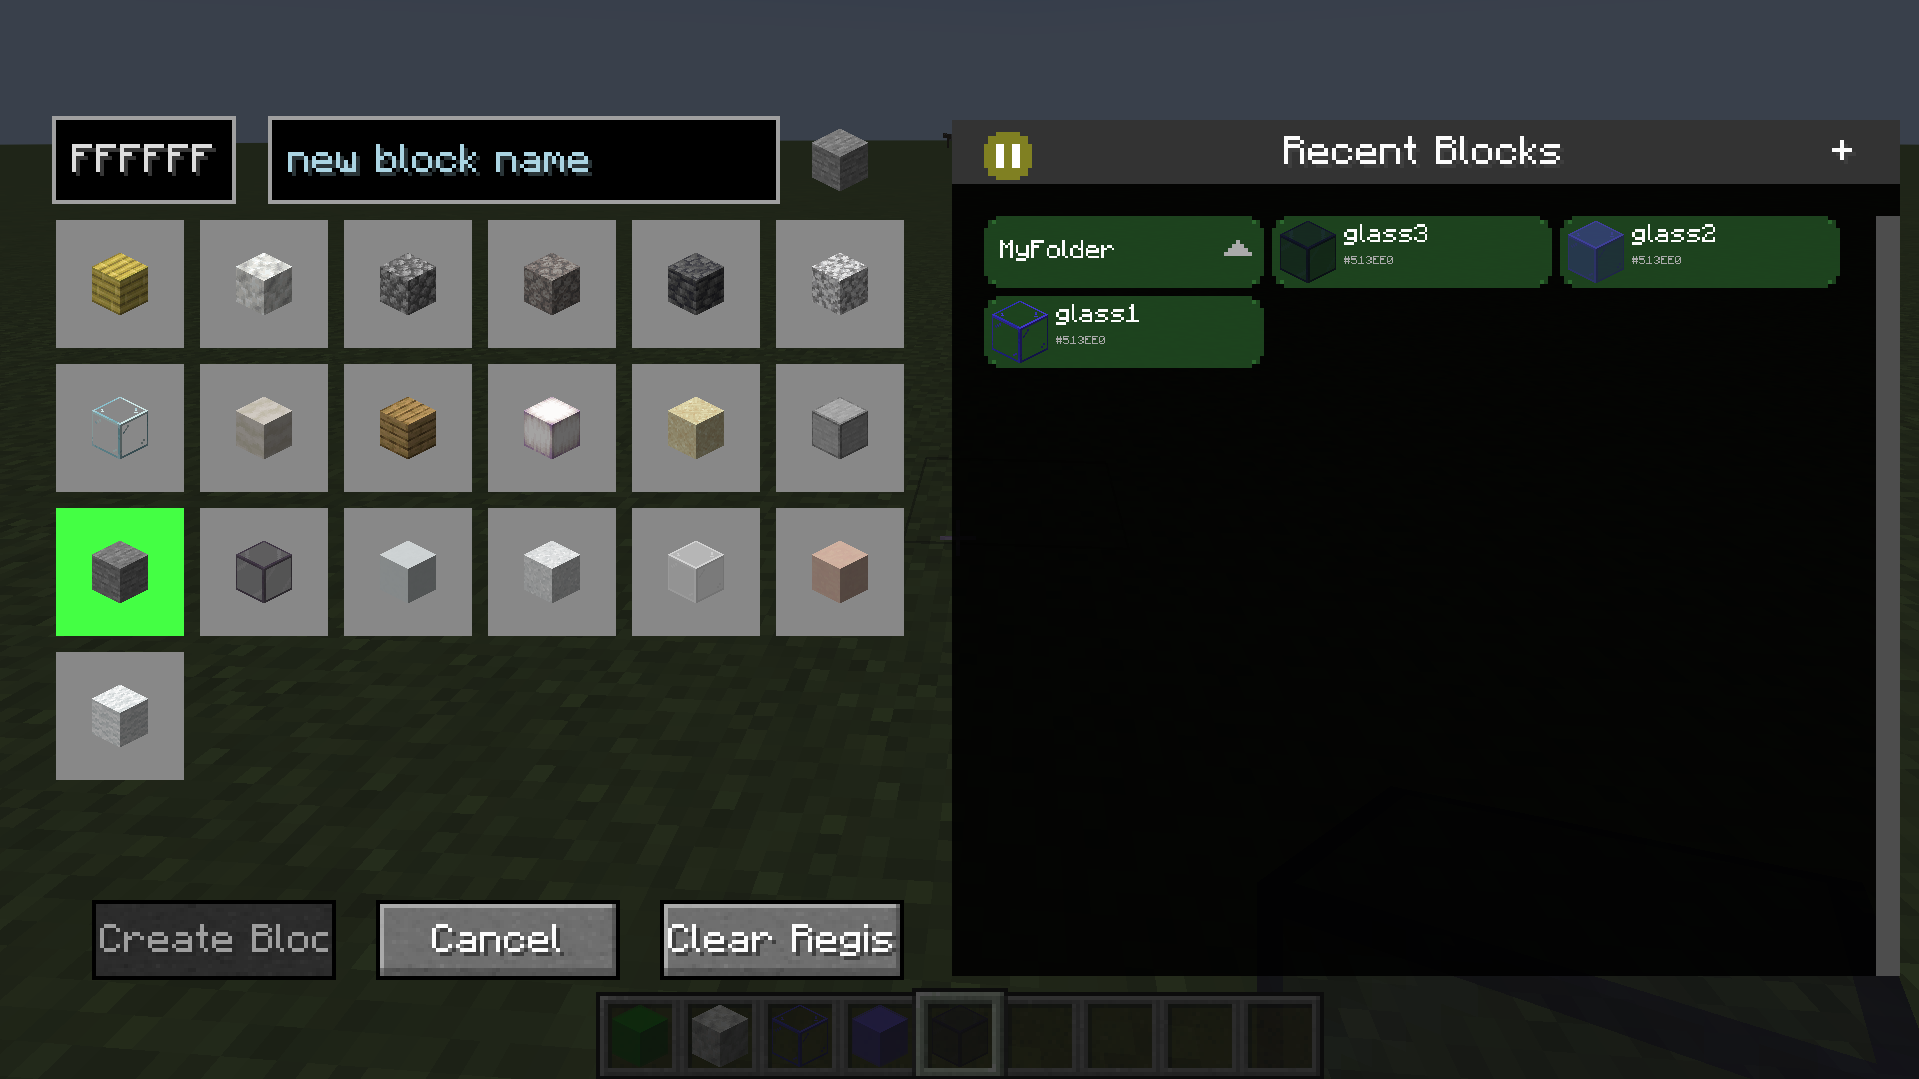 FFFFFF
new block name
Recent Blocks
+
MyFolder
glass3
#513EE0
glass2
#513EE0
glass1
#513EE0
Create Bloc
Cancel
Clear Regis